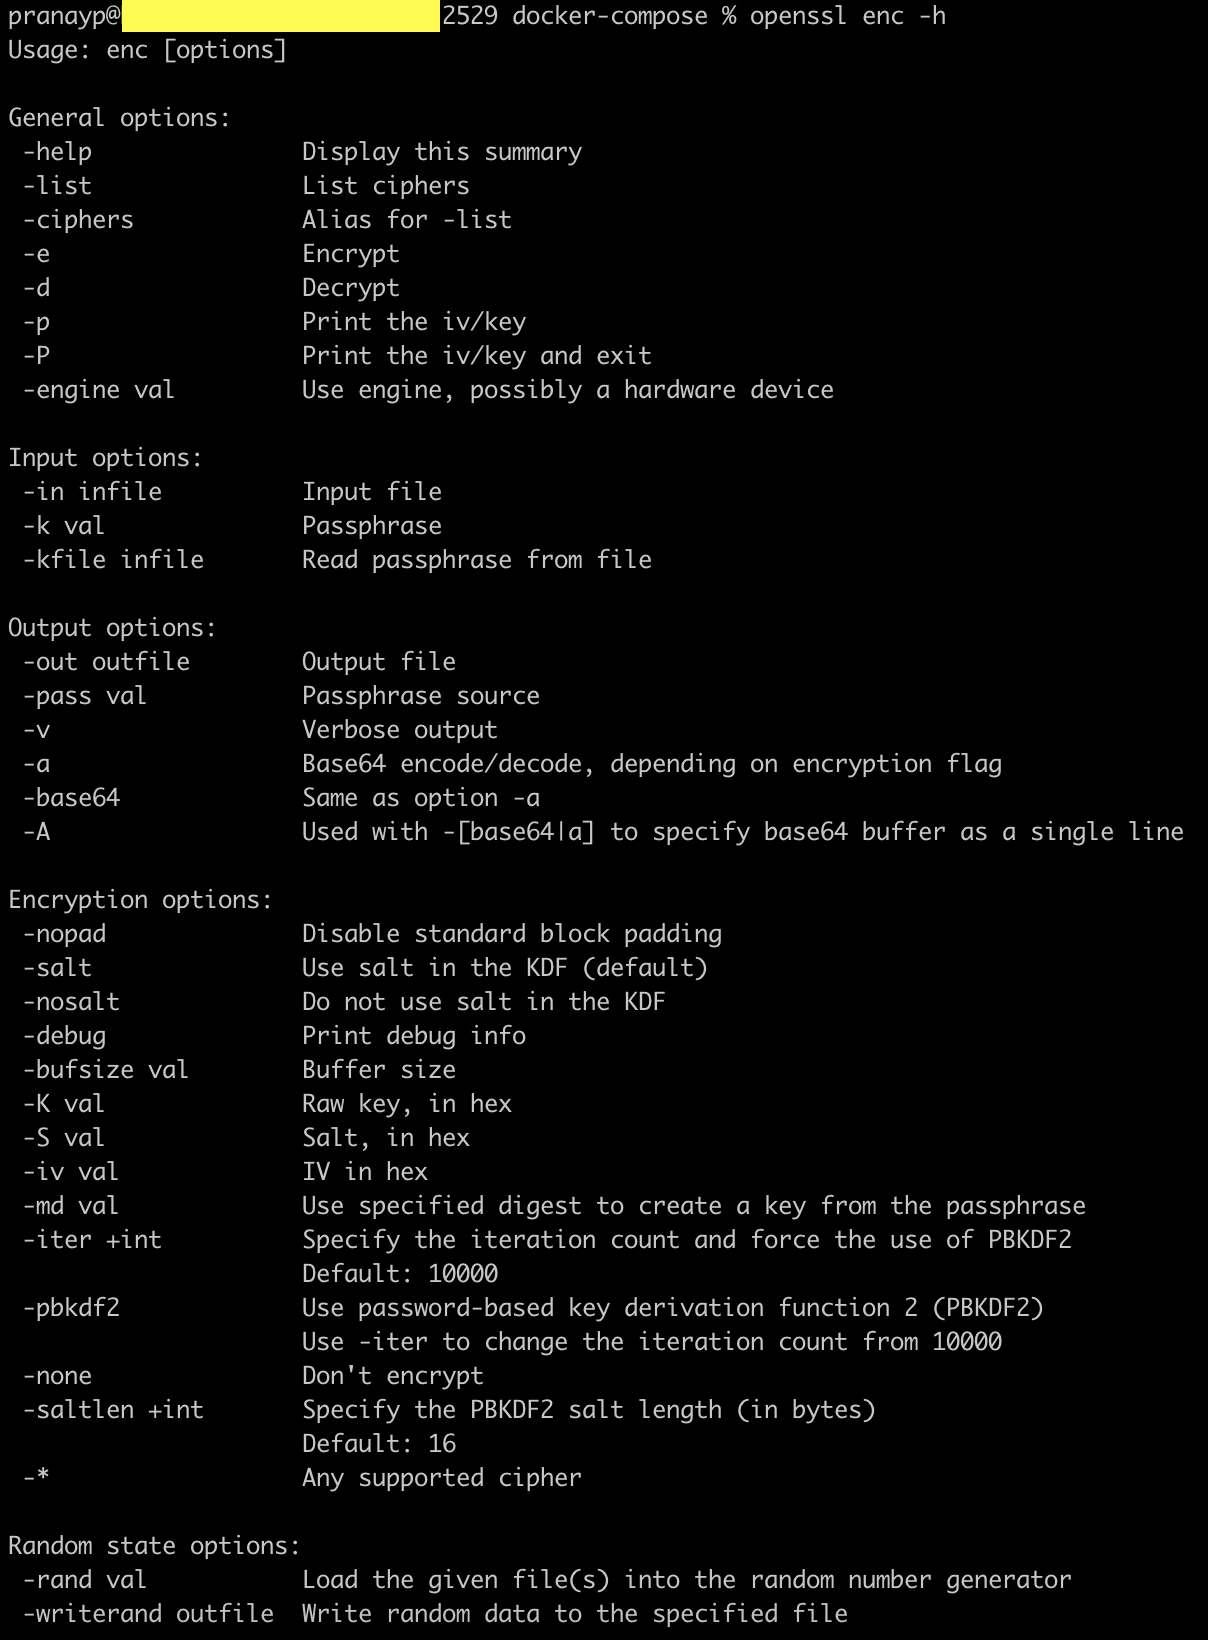 pranayp@2529 docker-compose % openssl enc -h
Usage: enc [options]
General options:
-help Display this summary
-list List ciphers
-ciphers Alias for -list
-e Encrypt
-d Decrypt
-p Print the iv/key
-P Print the iv/key and exit
-engine val Use engine, possibly a hardware device
Input options:
-in infile Input file
-k val Passphrase
-kfile infile Read passphrase from file
Output options:
-out outfile Output file
-pass val Passphrase source
-v Verbose output
-a Base64 encode/decode, depending on encryption flag
-base64 Same as option -a
-A Used with -[base64|a] to specify base64 buffer as a single line
Encryption options:
-nopad Disable standard block padding
-salt Use salt in the KDF (default)
-nosalt Do not use salt in the KDF
-debug Print debug info
-bufsize val Buffer size
-K val Raw key, in hex
-S val Salt, in hex
-iv val IV in hex
-md val Use specified digest to create a key from the passphrase
-iter +int Specify the iteration count and force the use of PBKDF2
Default: 10000
-pbkdf2 Use password-based key derivation function 2 (PBKDF2)
Use -iter to change the iteration count from 10000
-none Don't encrypt
-saltlen +int Specify the PBKDF2 salt length (in bytes)
Default: 16
-* Any supported cipher
Random state options:
-rand val Load the given file(s) into the random number generator
-writerand outfile Write random data to the specified file